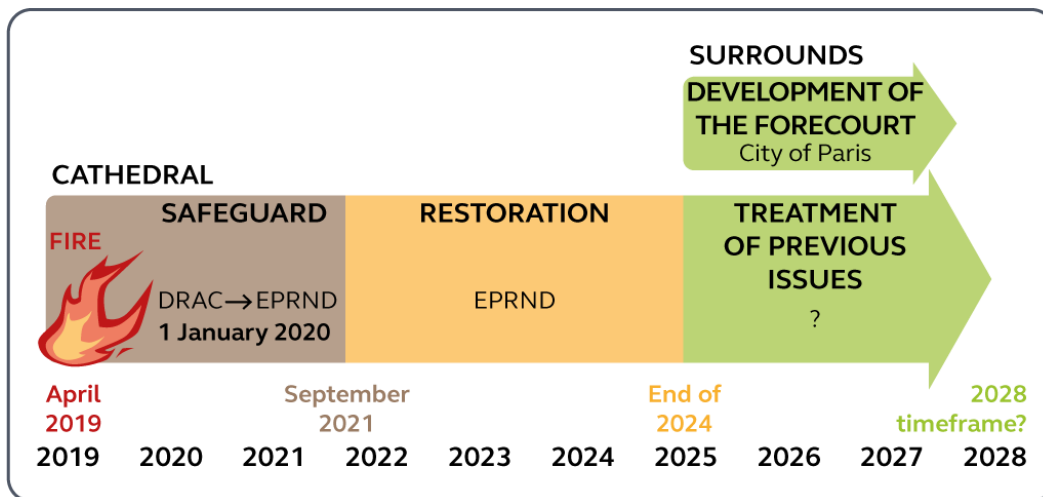 SURROUNDS
DEVELOPMENT OF
THE FORECOURT
City of Paris
CATHEDRAL
SAFEGUARD
FIRE
DRAC→EPRND
1 January 2020
RESTORATION
EPRND
TREATMENT
OF PREVIOUS
ISSUES
?
April
2019
September
2021
End of
2024
2028
timeframe?
2019 2020 2021 2022 2023 2024 2025 2026 2027 2028